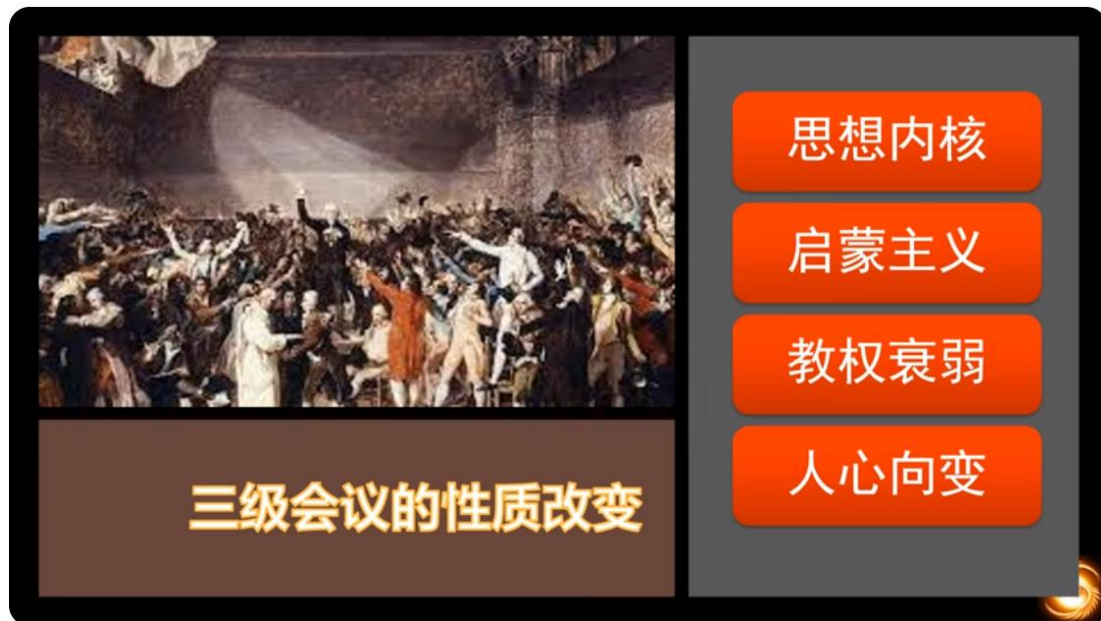 思想内核
启蒙主义
教权衰弱
人心向变
三级会议的性质改变